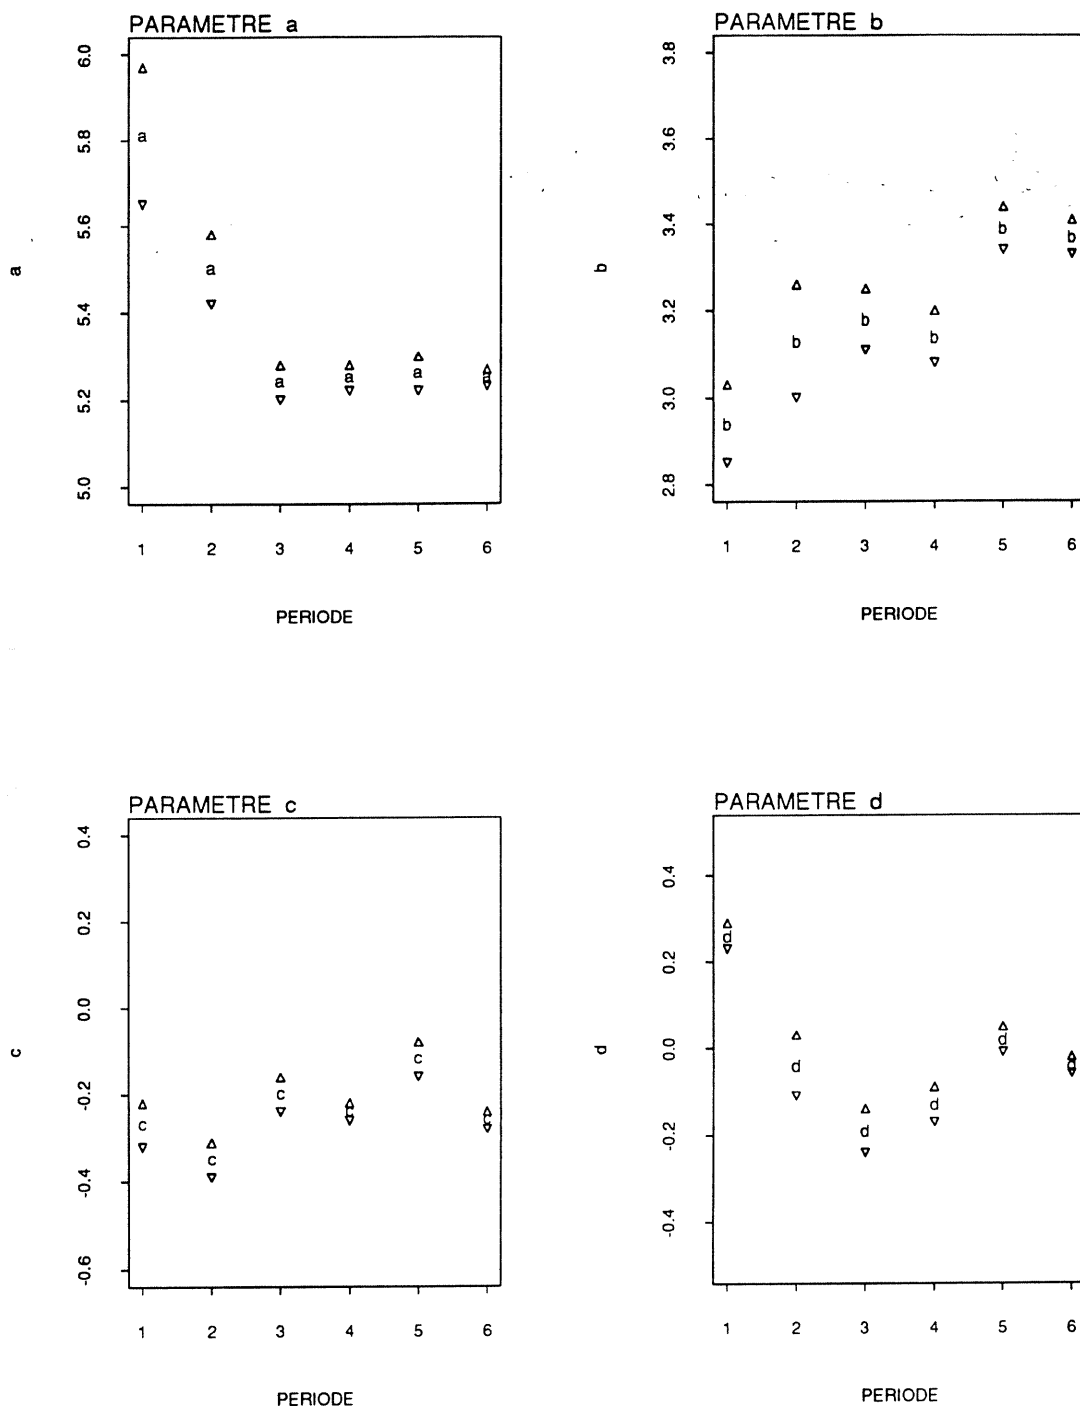 PARAMETRE a
6.0
5.8
5.6
5.4
5.2
5.0
a
a
a
a
a
a
a
1 2 3 4 5 6
PERIODE
PARAMETRE b
3.8
3.6
3.4
3.2
3.0
2.8
b
b
b
b
b
b
b
1 2 3 4 5 6
PERIODE
PARAMETRE c
0.4
0.2
0.0
-0.2
-0.4
-0.6
c
c
c
c
c
c
c
1 2 3 4 5 6
PERIODE
PARAMETRE d
0.4
0.2
0.0
-0.2
-0.4
d
d
d
d
d
d
d
1 2 3 4 5 6
PERIODE